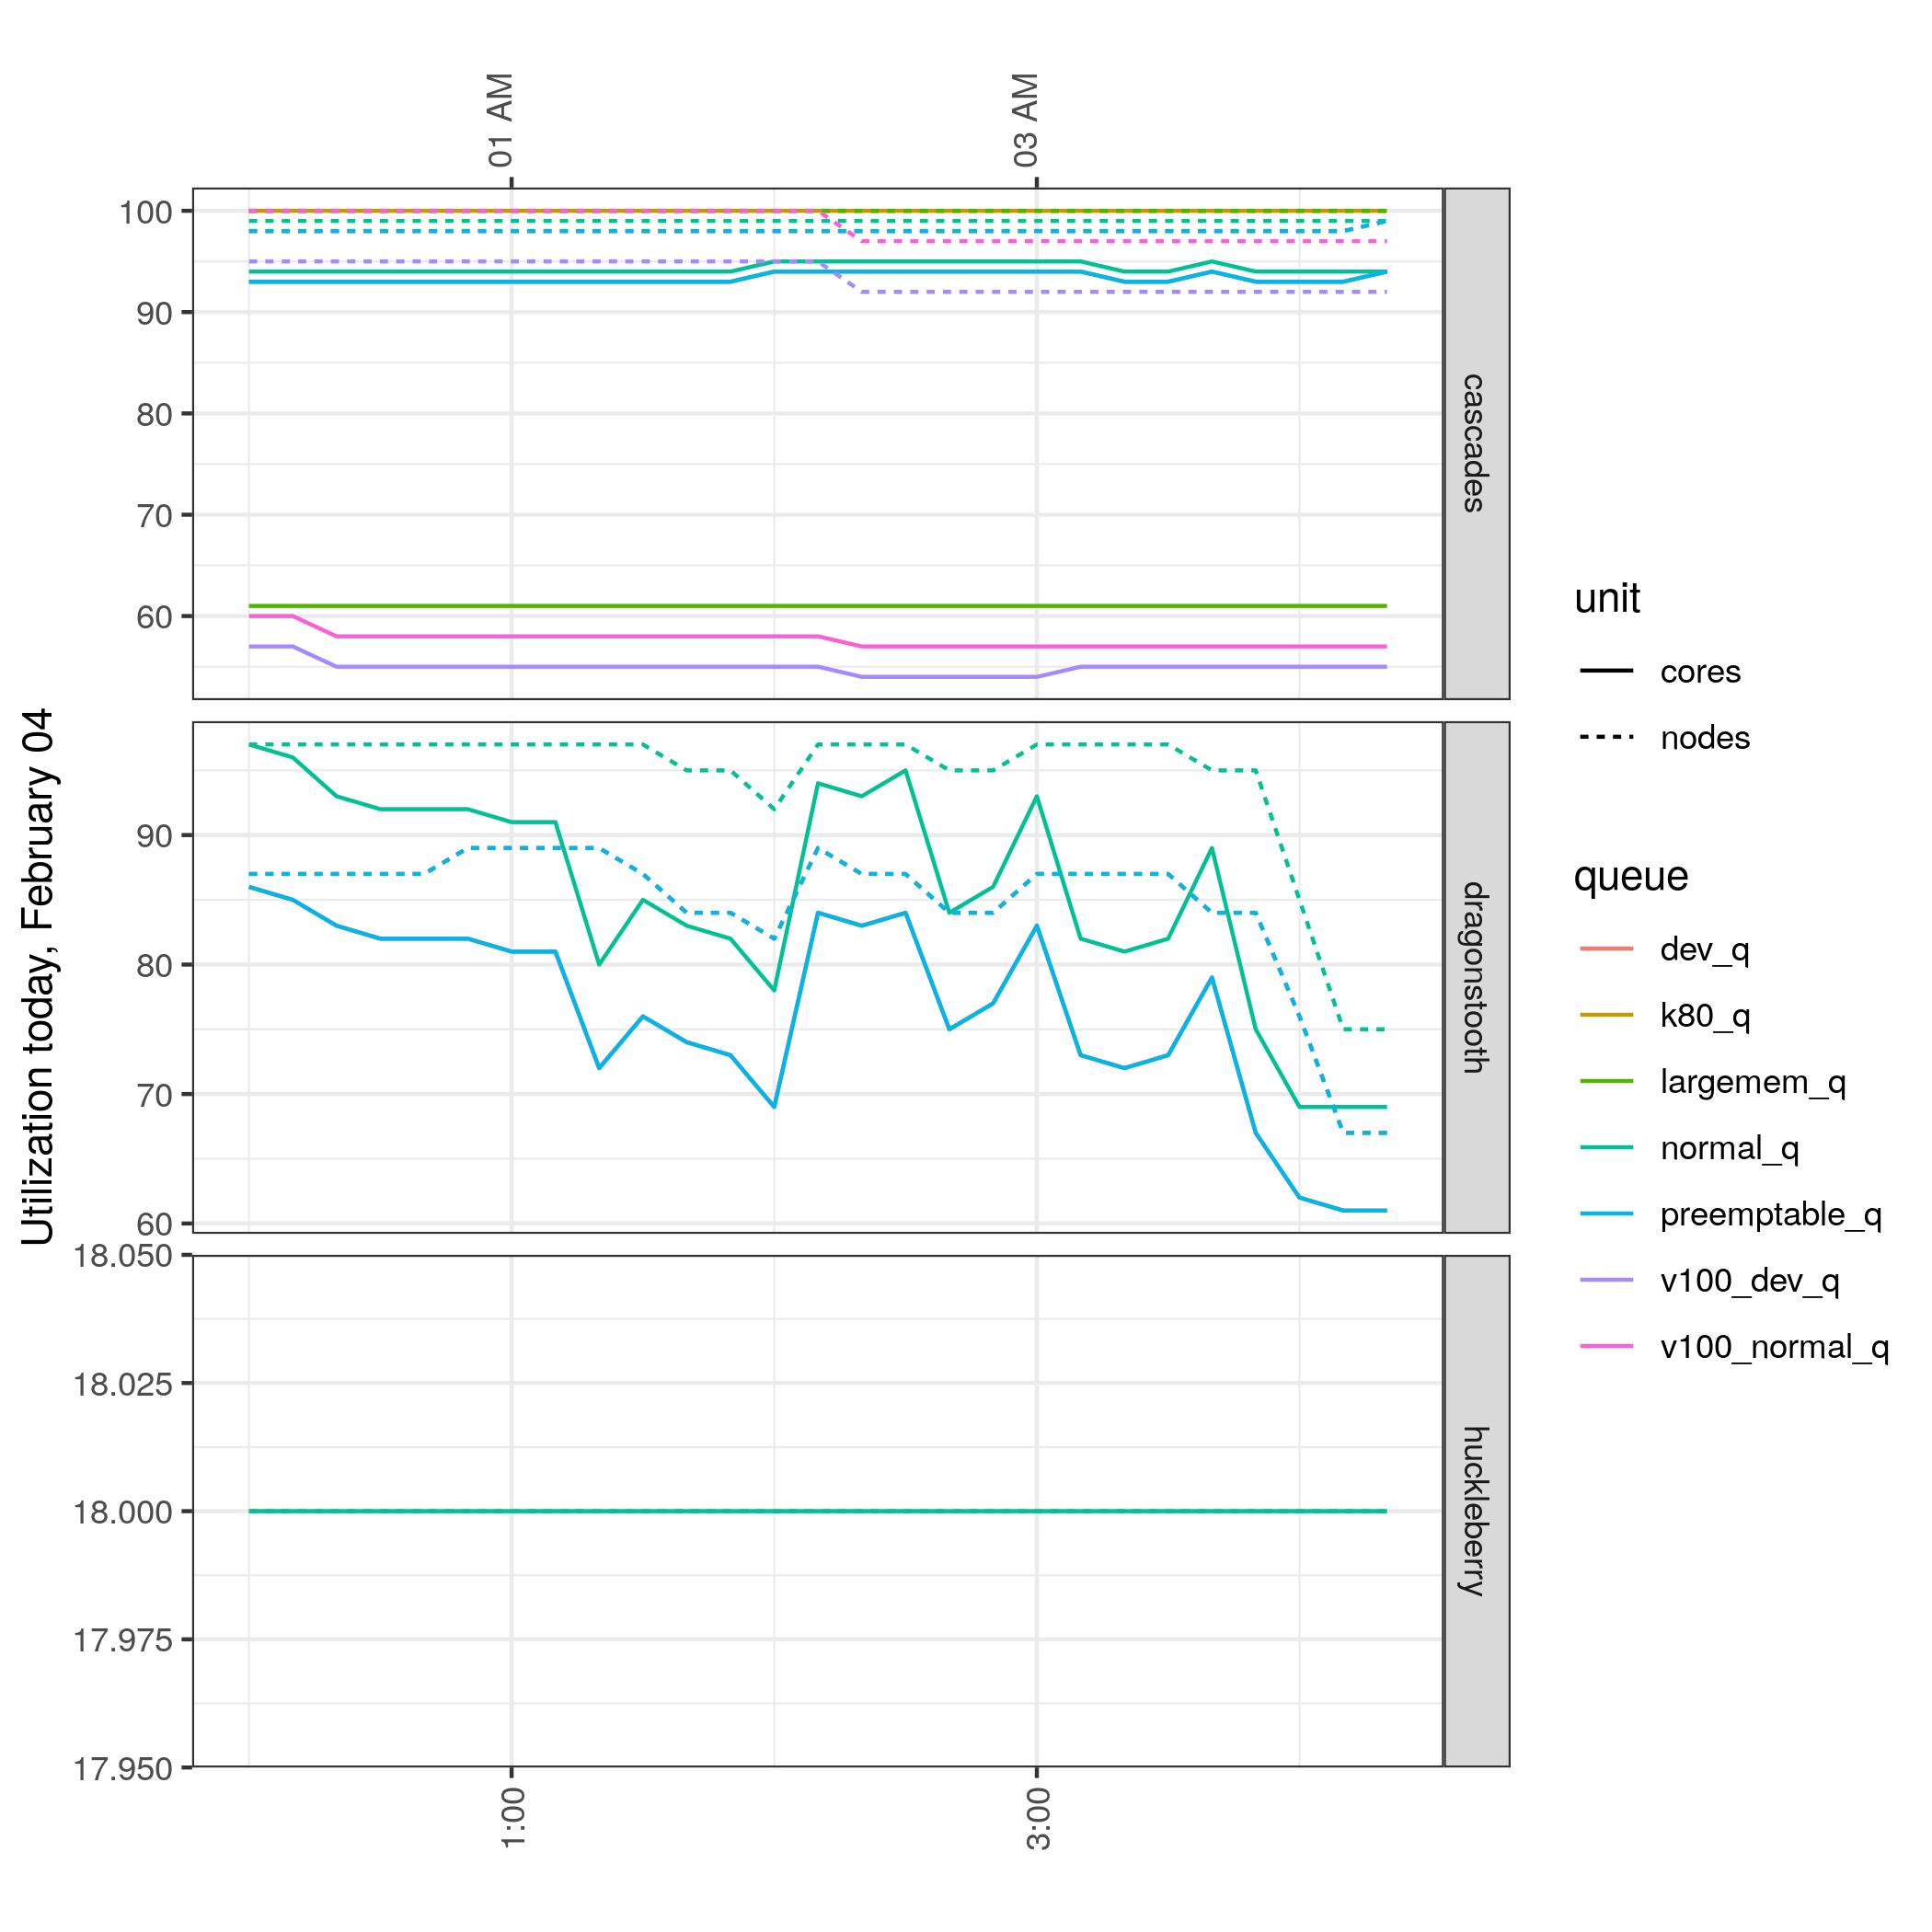 01 AM
03 AM
Utilization today, February 04
100
90
80
70
60
cascades
90
80
70
60
dragonstooth
18.050
18.025
18.000
17.975
17.950
huckleberry
1:00
3:00
unit
cores
nodes
queue
dev_q
k80_q
largemem_q
normal_q
preemptable_q
v100_dev_q
v100_normal_q